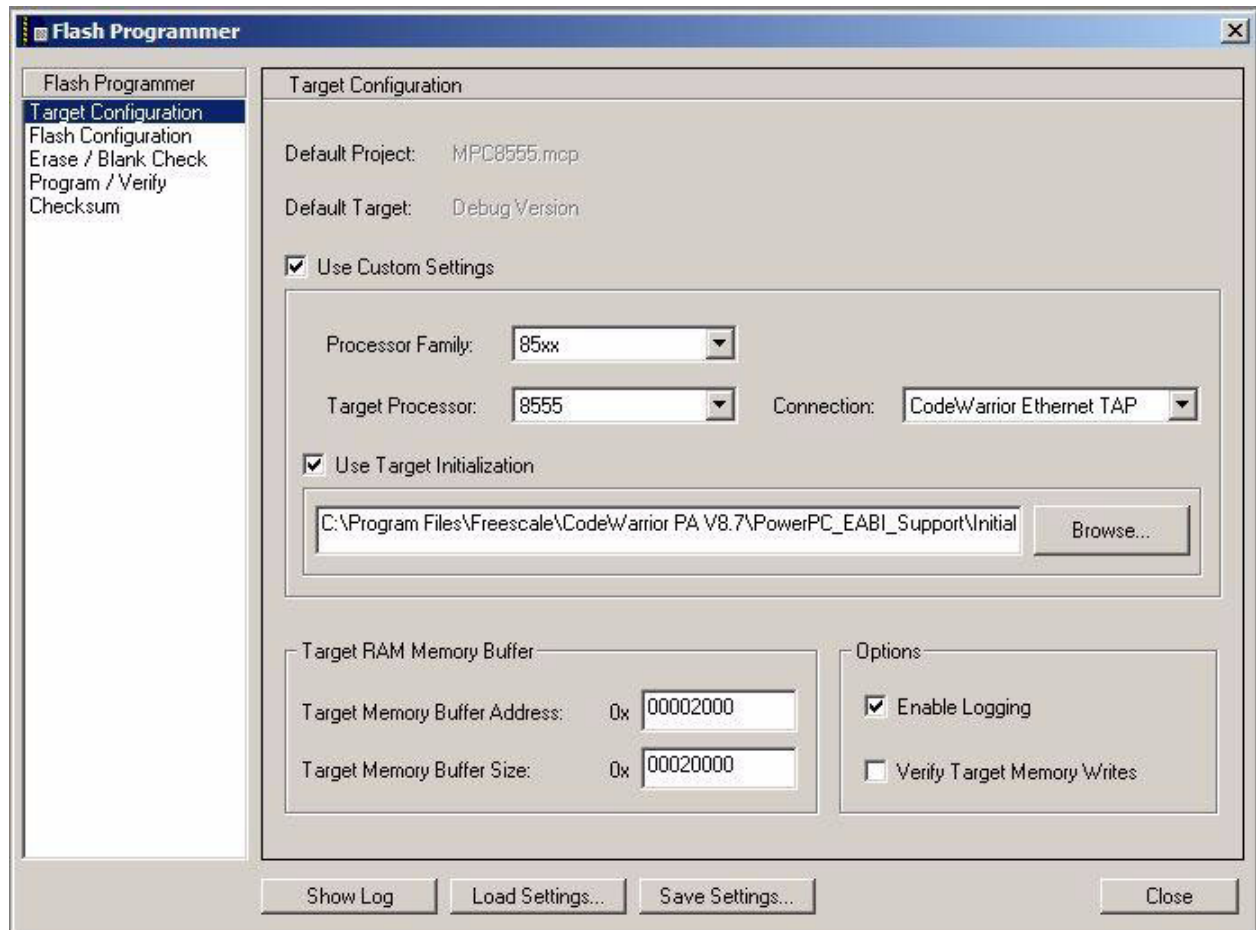 Flash Programmer
Flash Programmer
Target Configuration
Flash Configuration
Erase / Blank Check
Program / Verify
Checksum
Target Configuration
Default Project: MPC8555.mcp
Default Target: Debug Version
Use Custom Settings
Processor Family: 85xx
Target Processor: 8555 Connection: CodeWarrior Ethernet TAP
Use Target Initialization
C:\Program Files\Freescale\CodeWarrior PA V8.7\PowerPC_EABI_Support\Initial Browse...
Target RAM Memory Buffer
Target Memory Buffer Address: 0x 00002000
Target Memory Buffer Size: 0x 00020000
Options
Enable Logging
Verify Target Memory Writes
Show Log Load Settings... Save Settings... Close